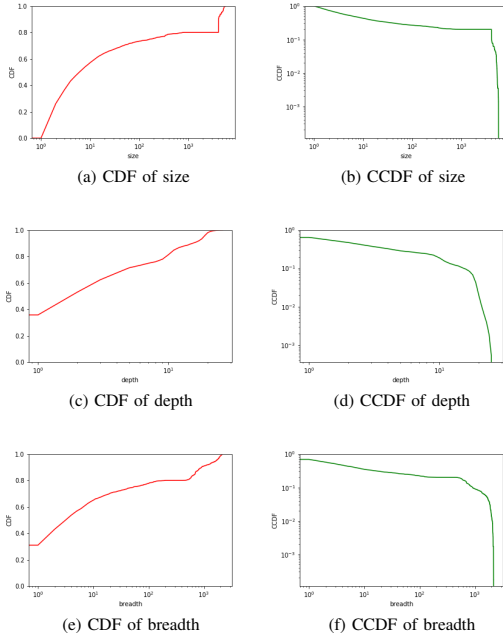 1.0
0.8
0.6
0.4
0.2
0.0
CDF
10⁰ 10¹ 10² 10³
size
(a) CDF of size
10⁰
10⁻¹
10⁻²
10⁻³
CCDF
10⁰ 10¹ 10² 10³
size
(b) CCDF of size
1.0
0.8
0.6
0.4
0.2
0.0
CDF
10⁰ 10¹
depth
(c) CDF of depth
10⁰
10⁻¹
10⁻²
10⁻³
CCDF
10⁰ 10¹
depth
(d) CCDF of depth
1.0
0.8
0.6
0.4
0.2
0.0
CDF
10⁰ 10¹ 10² 10³
breadth
(e) CDF of breadth
10⁰
10⁻¹
10⁻²
10⁻³
CCDF
10⁰ 10¹ 10² 10³
breadth
(f) CCDF of breadth